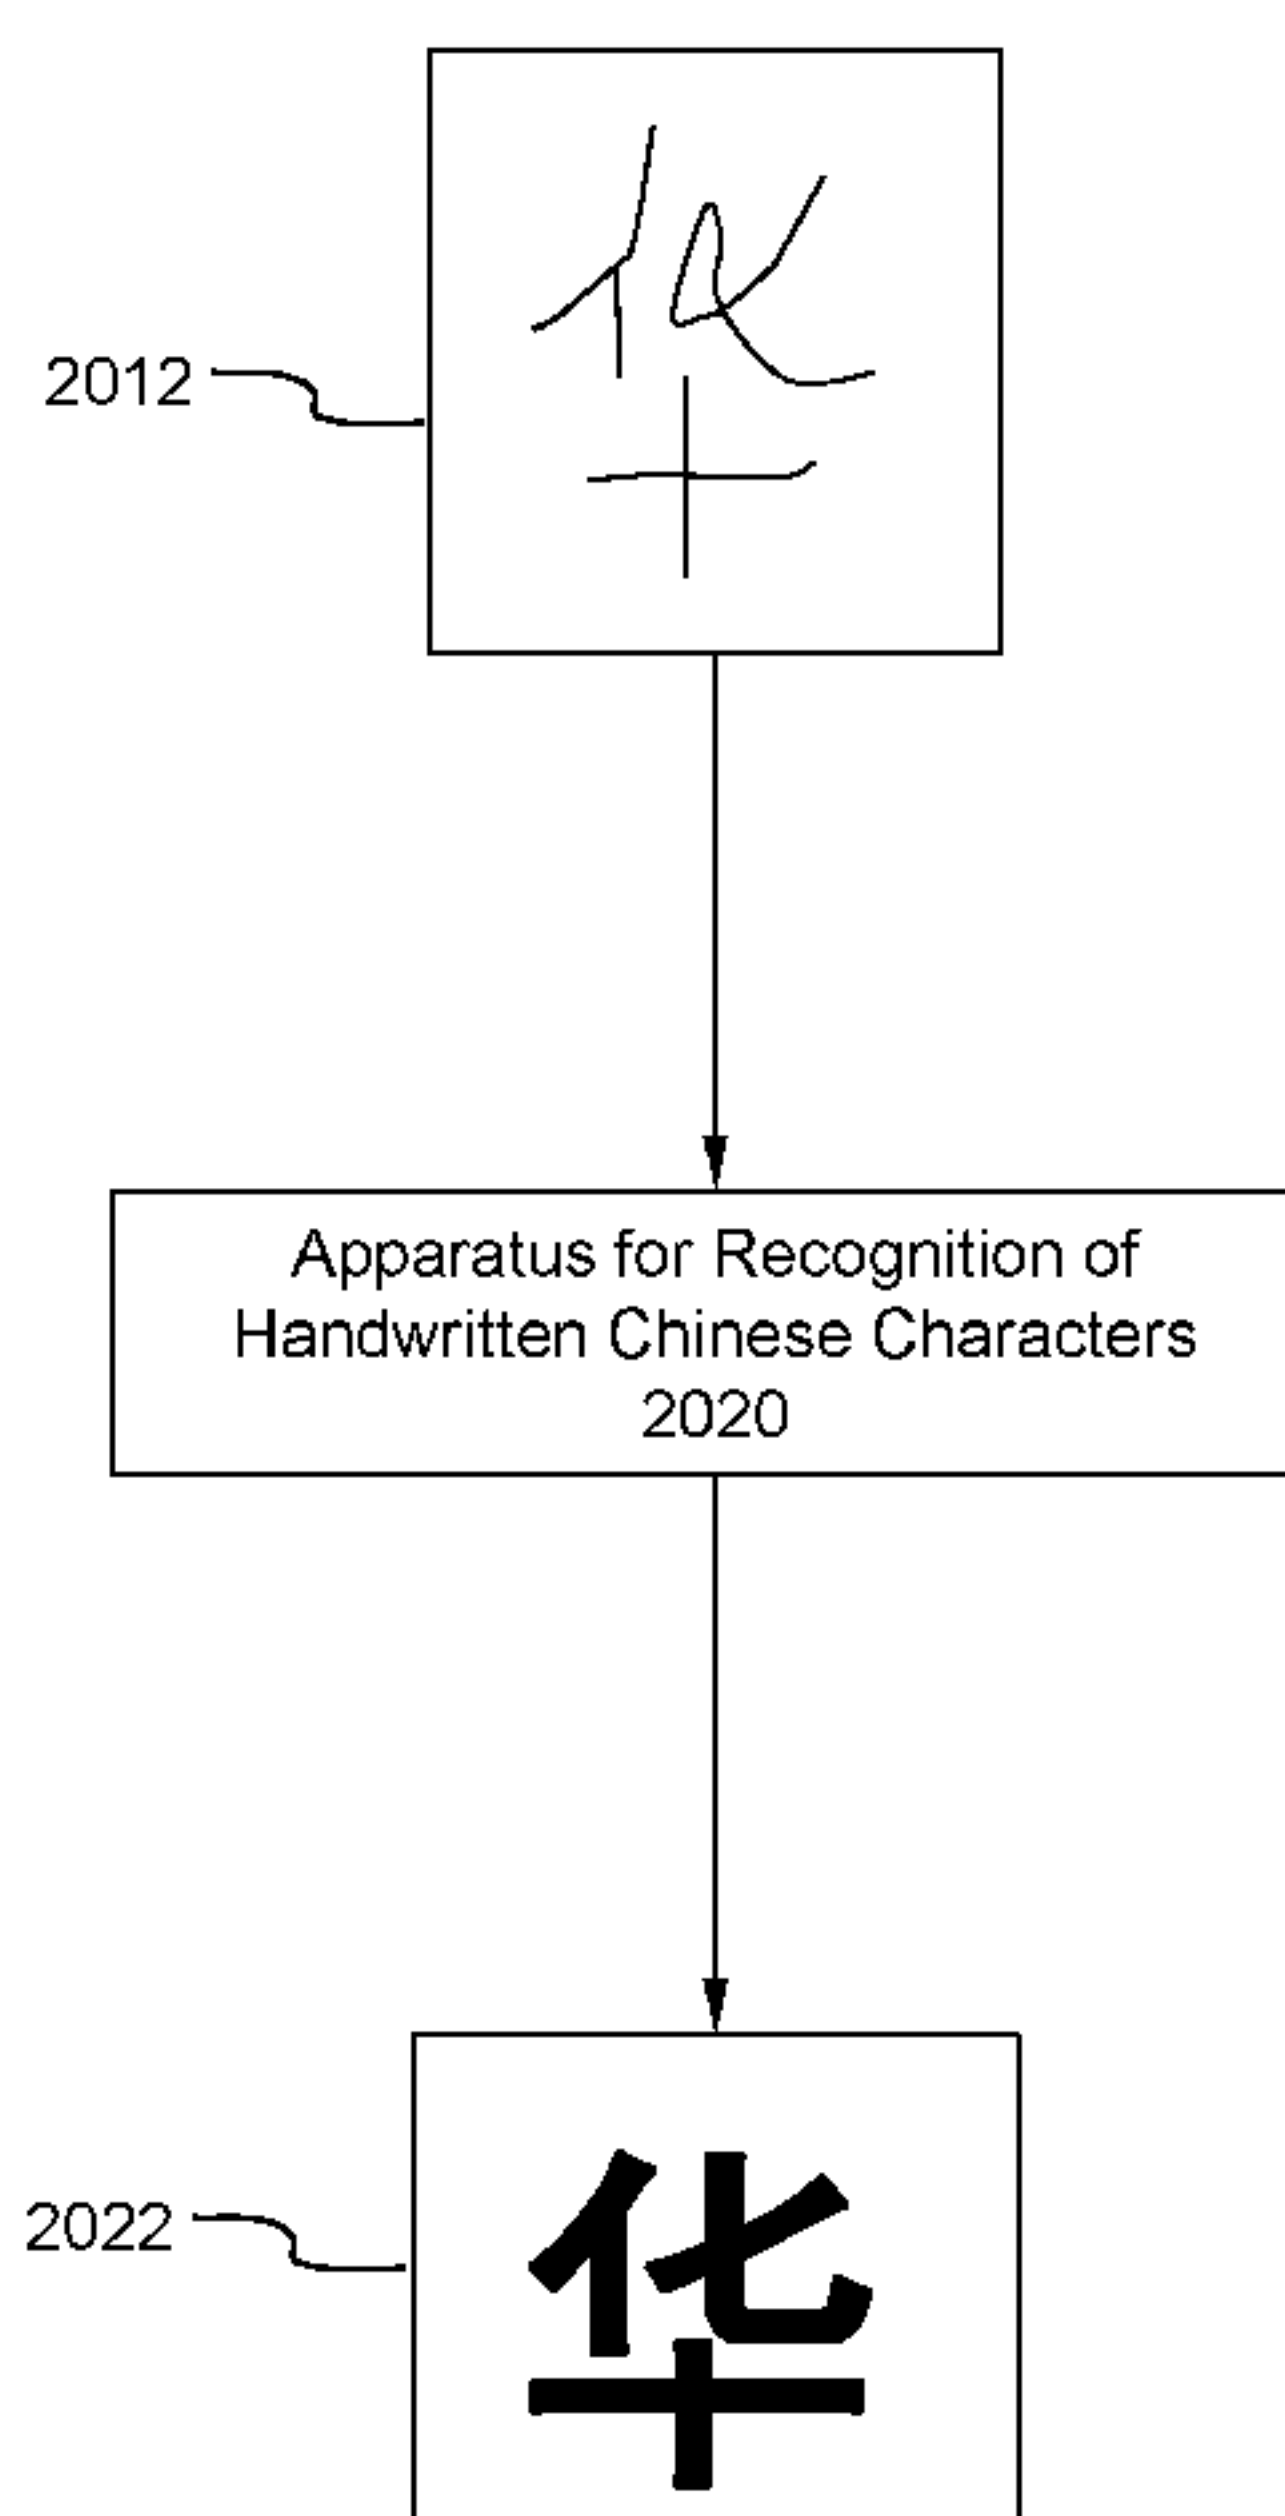 华
2012
Apparatus for Recognition of
Handwritten Chinese Characters
2020
2022
华